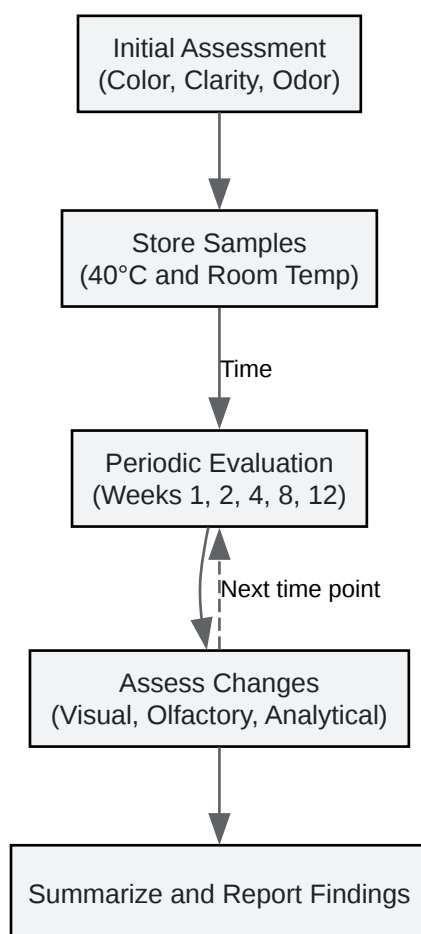 Initial Assessment
(Color, Clarity, Odor)
Store Samples
(40°C and Room Temp)
Time
Periodic Evaluation
(Weeks 1, 2, 4, 8, 12)
Next time point
Assess Changes
(Visual, Olfactory, Analytical)
Summarize and Report Findings